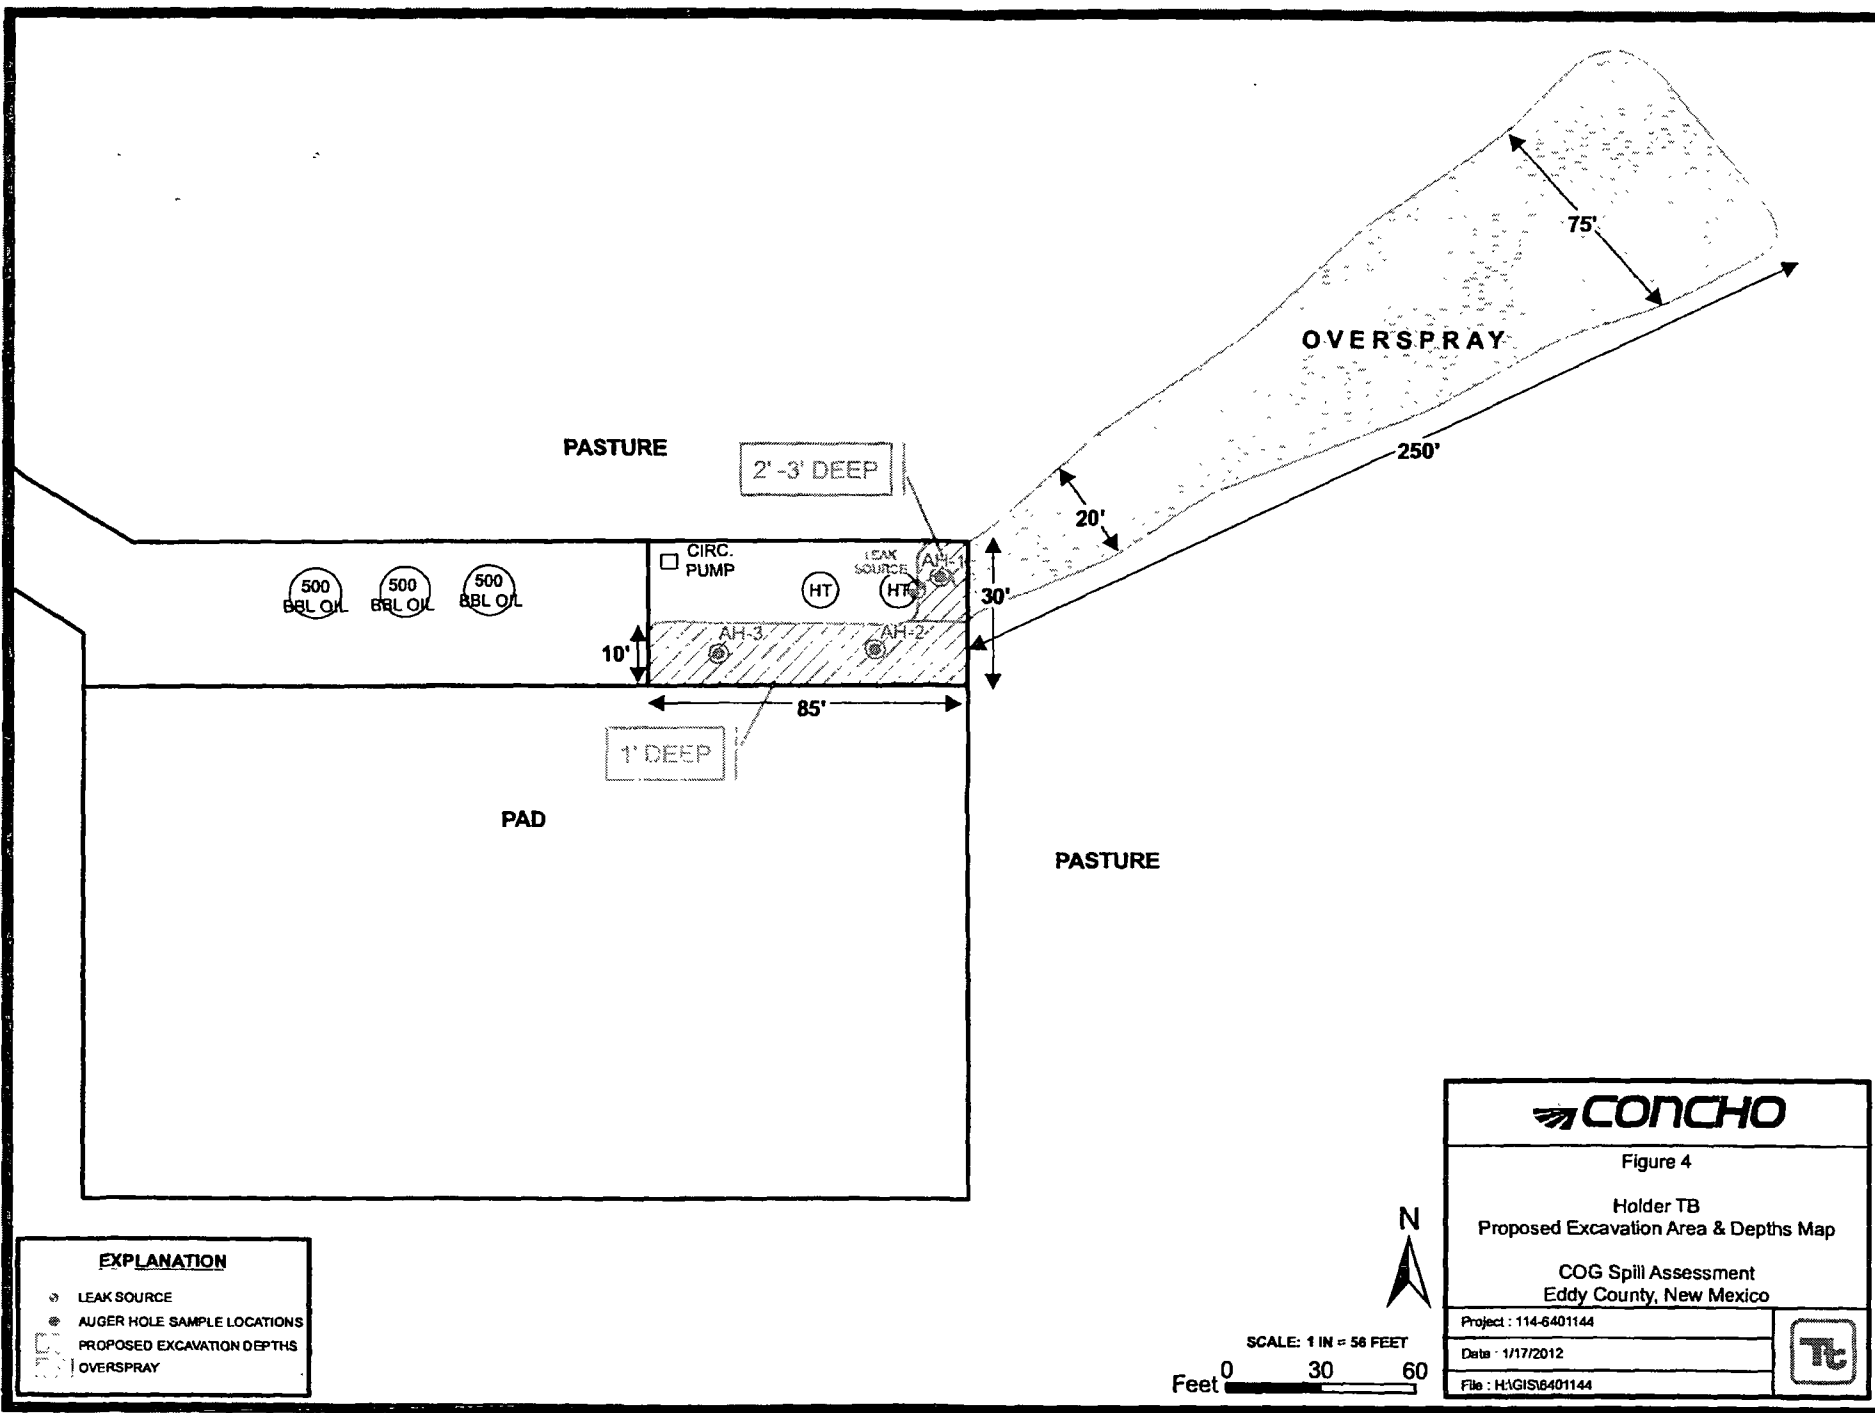 75'
OVERSPRAY
250'
20'
PASTURE
2'-3' DEEP
CIRC.
PUMP
LEAK
SOURCE
AH-1
500
BBL OIL
500
BBL OIL
500
BBL OIL
HT
HT
30'
AH-3
AH-2
10'
85'
1' DEEP
PAD
PASTURE
EXPLANATION
LEAK SOURCE
AUGER HOLE SAMPLE LOCATIONS
PROPOSED EXCAVATION DEPTHS
OVERSPRAY
N
SCALE: 1 IN = 56 FEET
Feet 0 30 60
CONCHO
Figure 4
Holder TB
Proposed Excavation Area & Depths Map
COG Spill Assessment
Eddy County, New Mexico
Project : 114-6401144
Date : 1/17/2012
File : H:\GIS\6401144
Tt